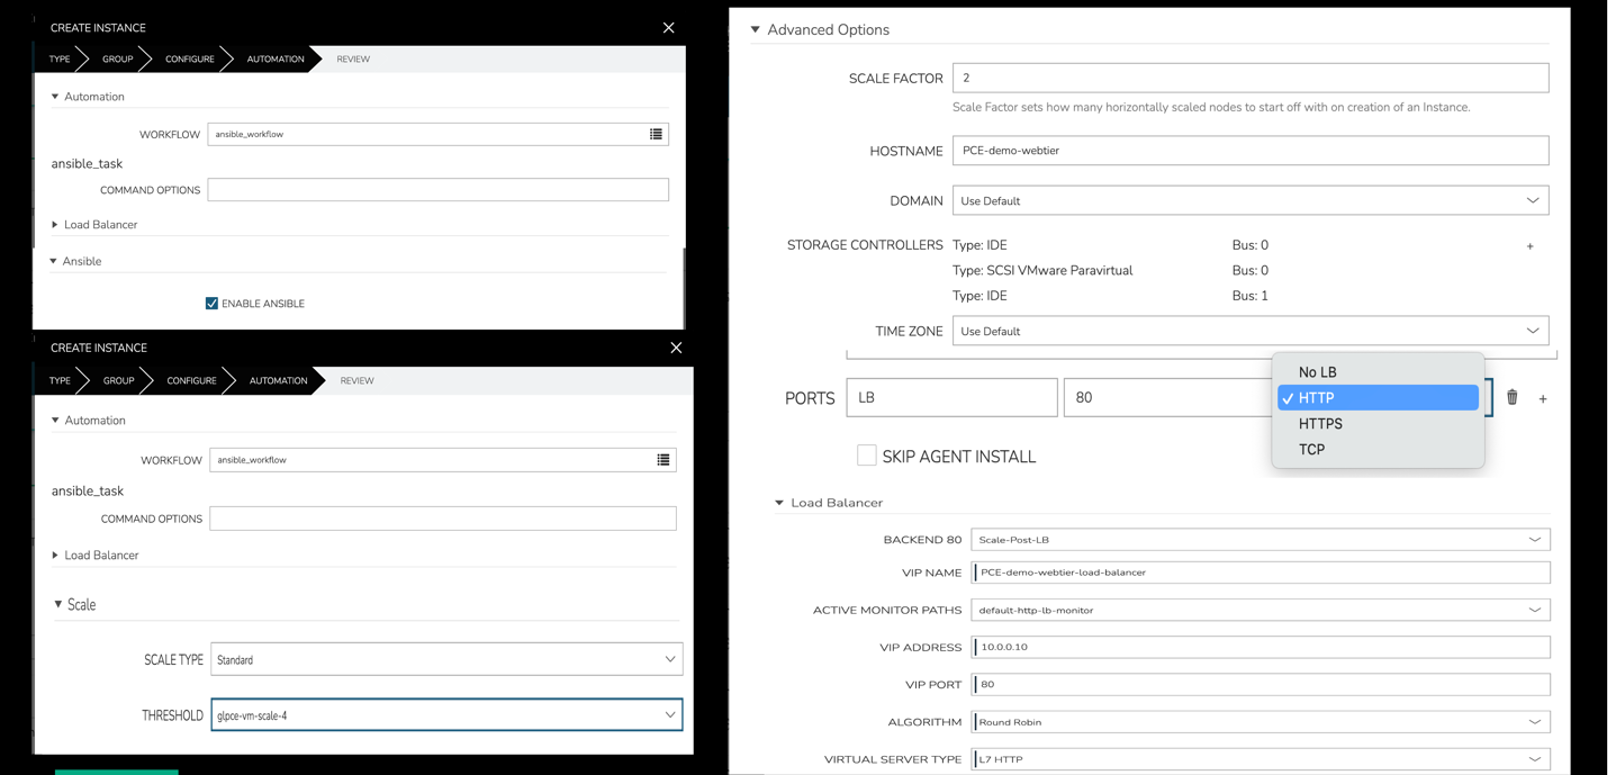 CREATE INSTANCE
TYPE GROUP CONFIGURE AUTOMATION REVIEW
Automation
WORKFLOW ansible_workflow
ansible_task
COMMAND OPTIONS
Load Balancer
Ansible
ENABLE ANSIBLE
CREATE INSTANCE
TYPE GROUP CONFIGURE AUTOMATION REVIEW
Automation
WORKFLOW ansible_workflow
ansible_task
COMMAND OPTIONS
Load Balancer
Scale
SCALE TYPE Standard
THRESHOLD glpce-vm-scale-4
Advanced Options
SCALE FACTOR 2
Scale Factor sets how many horizontally scaled nodes to start off with on creation of an Instance.
HOSTNAME PCE-demo-webtier
DOMAIN Use Default
STORAGE CONTROLLERS Type: IDE Bus: 0 +
Type: SCSI VMware Paravirtual Bus: 0
Type: IDE Bus: 1
TIME ZONE Use Default
No LB
PORTS LB 80 ✓ HTTP +
HTTPS
TCP
SKIP AGENT INSTALL
Load Balancer
BACKEND 80 Scale-Post-LB
VIP NAME PCE-demo-webtier-load-balancer
ACTIVE MONITOR PATHS default-http-lb-monitor
VIP ADDRESS 10.0.0.10
VIP PORT 80
ALGORITHM Round Robin
VIRTUAL SERVER TYPE L7 HTTP